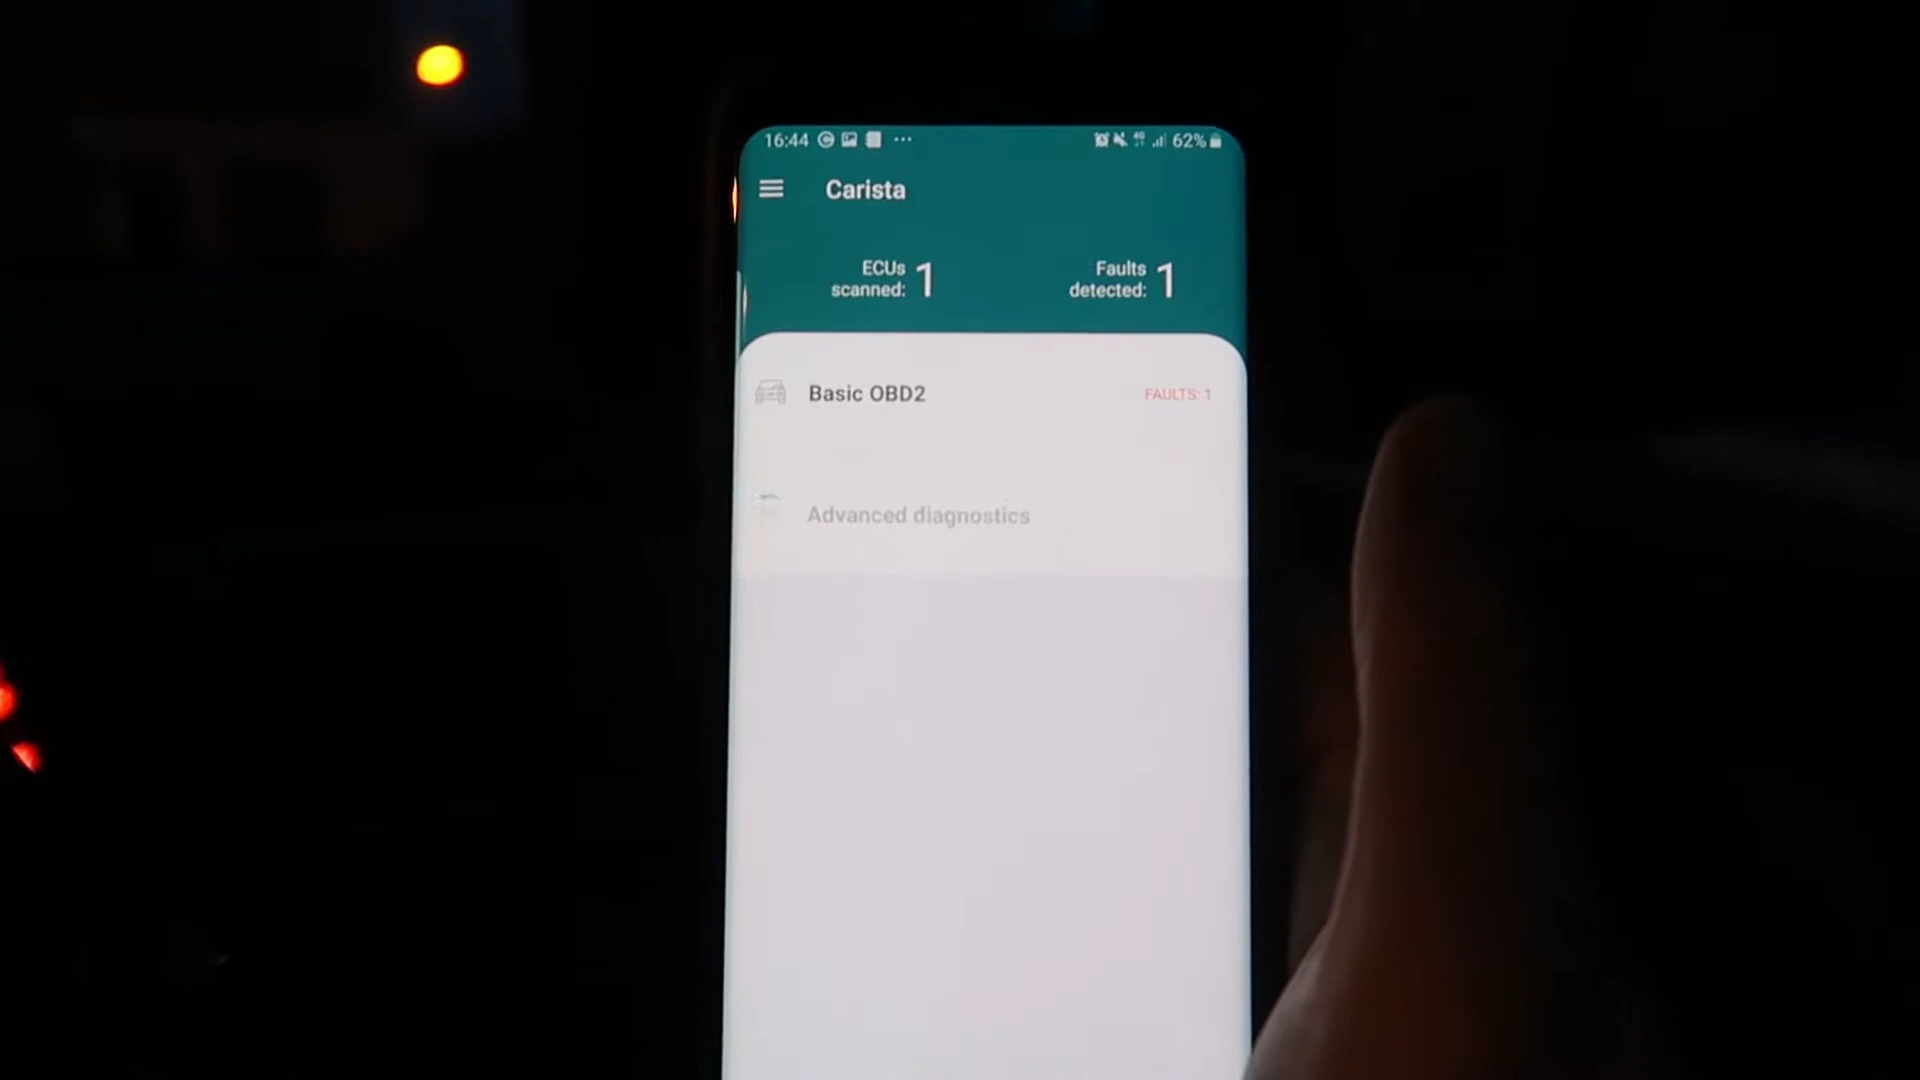 16:44 62%
Carista
ECUs
scanned: 1
Faults
detected: 1
Basic OBD2 FAULTS: 1
Advanced diagnostics